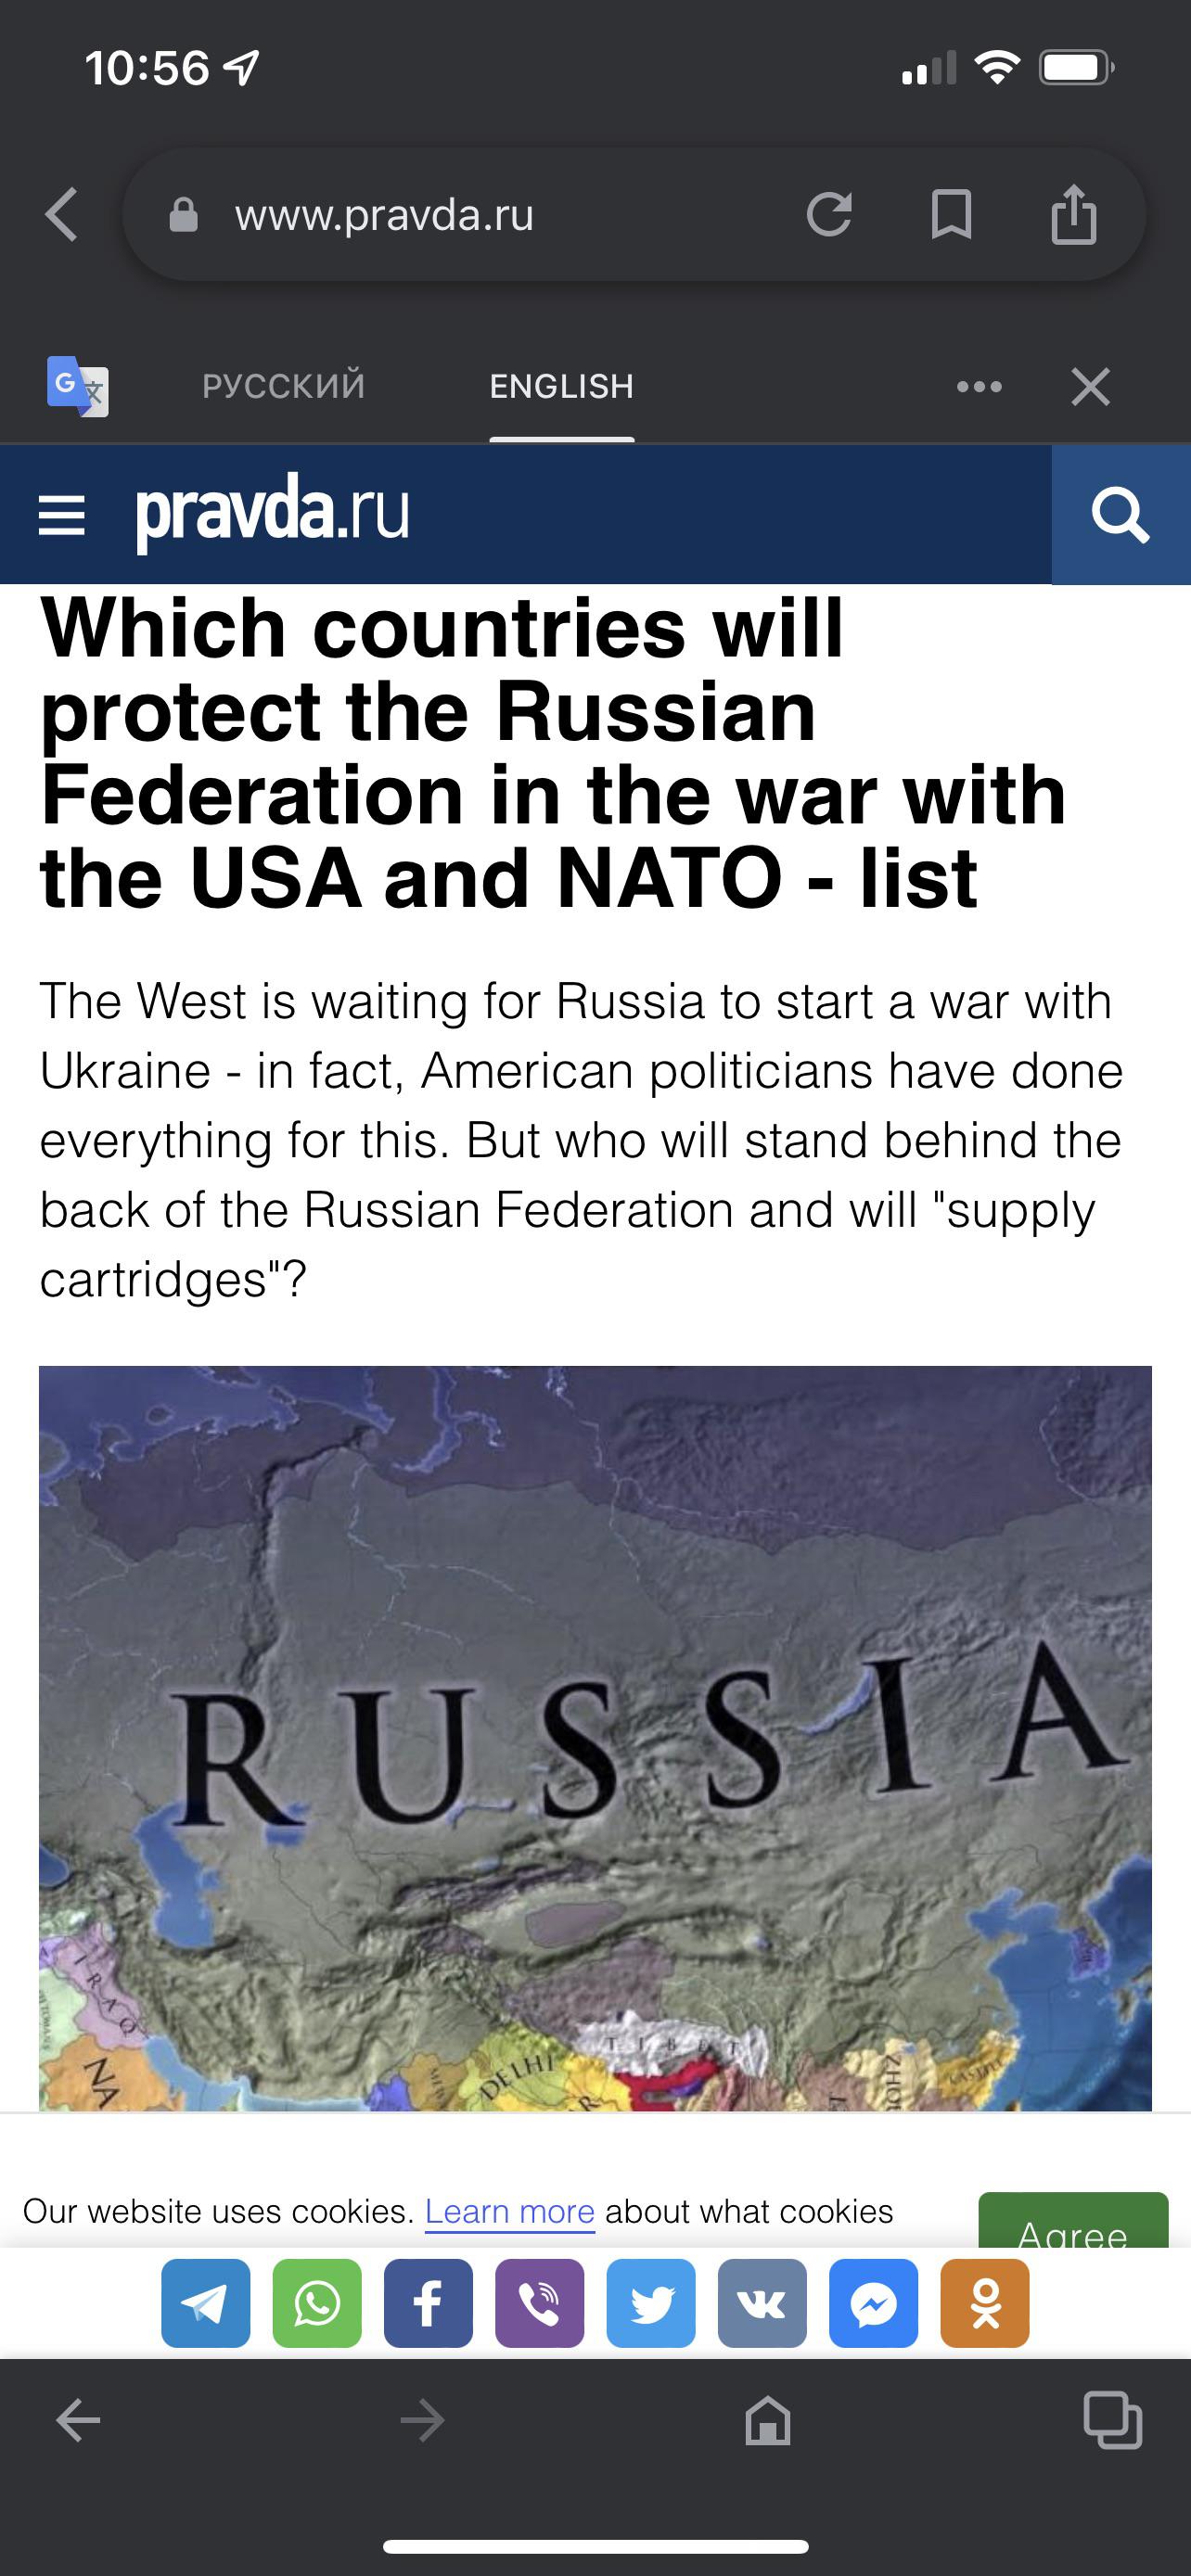 10:56
www.pravda.ru
G 文
РУССКИЙ ENGLISH
pravda.ru
Which countries will
protect the Russian
Federation in the war with
the USA and NATO - list
The West is waiting for Russia to start a war with
Ukraine - in fact, American politicians have done
everything for this. But who will stand behind the
back of the Russian Federation and will "supply
cartridges"?
RUSSIA
IRAQ
NA
DELHI
TIBET
Our website uses cookies. Learn more about what cookies
Agree